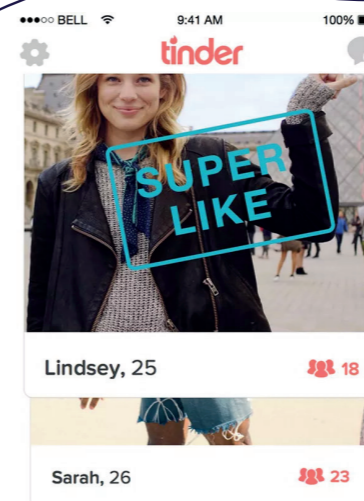 BELL 9:41 AM 100%
tinder
SUPER
LIKE
Lindsey, 25 18
Sarah, 26 23